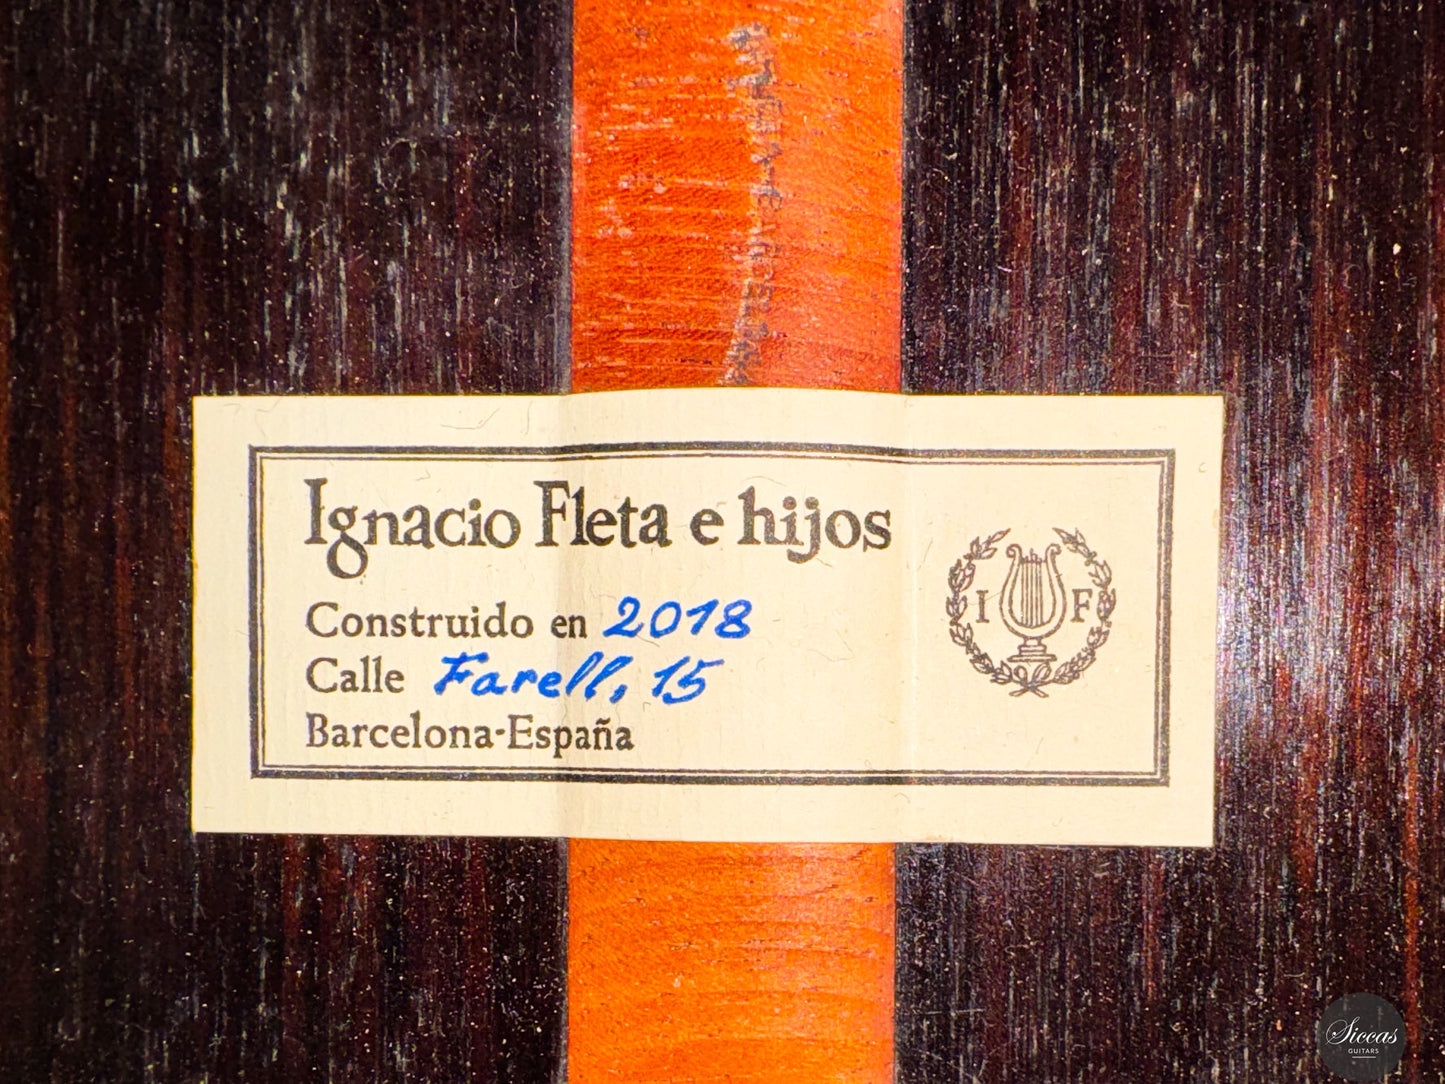 Ignacio Fleta e hijos
Construido en 2018
Calle Farell, 15
Barcelona-España
I F
Siccas
GUITARS